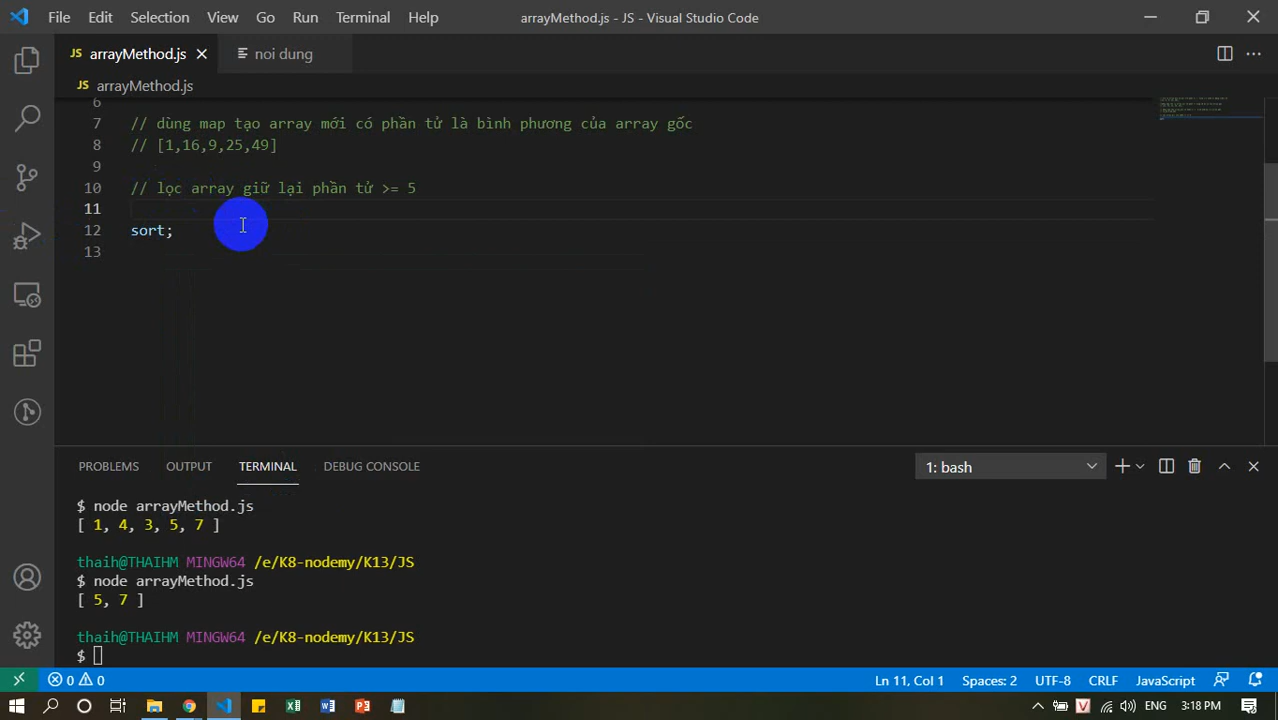 File Edit Selection View Go Run Terminal Help arrayMethod.js - JS - Visual Studio Code
JS arrayMethod.js noi dung
JS arrayMethod.js
6
7 // dùng map tạo array mới có phần tử là bình phương của array gốc
8 // [1,16,9,25,49]
9
10 // lọc array giữ lại phần tử >= 5
11
12 sort;
13
PROBLEMS OUTPUT TERMINAL DEBUG CONSOLE 1: bash
$ node arrayMethod.js
[ 1, 4, 3, 5, 7 ]
thaih@THAIHM MINGW64 /e/K8-nodemy/K13/JS
$ node arrayMethod.js
[ 5, 7 ]
thaih@THAIHM MINGW64 /e/K8-nodemy/K13/JS
$
0 0 Ln 11, Col 1 Spaces: 2 UTF-8 CRLF JavaScript
ENG 3:18 PM